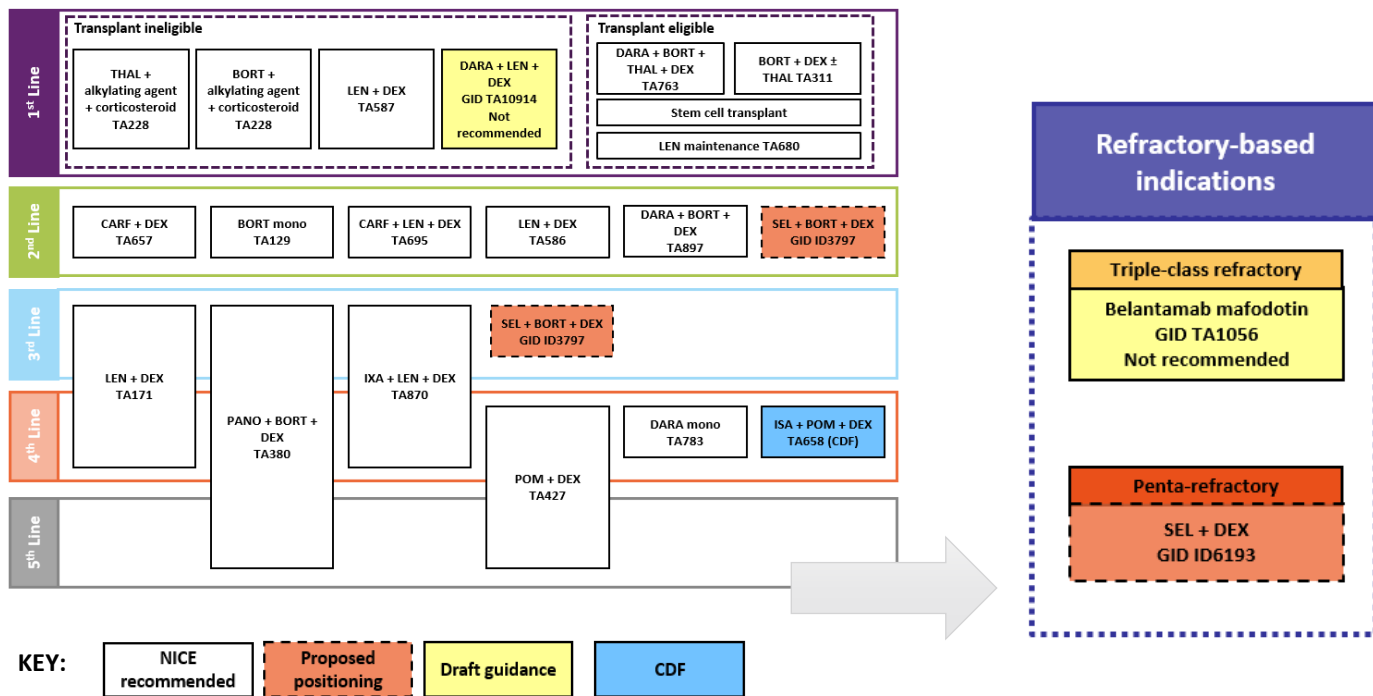 1st Line
Transplant ineligible
THAL +
alkylating agent
+ corticosteroid
TA228
BORT +
alkylating agent
+ corticosteroid
TA228
LEN + DEX
TA587
DARA + LEN +
DEX
GID TA10914
Not
recommended
Transplant eligible
DARA + BORT +
THAL + DEX
TA763
BORT + DEX ±
THAL TA311
Stem cell transplant
LEN maintenance TA680
2nd Line
CARF + DEX
TA657
BORT mono
TA129
CARF + LEN + DEX
TA695
LEN + DEX
TA586
DARA + BORT +
DEX
TA897
SEL + BORT + DEX
GID ID3797
3rd Line
LEN + DEX
TA171
PANO + BORT +
DEX
TA380
IXA + LEN + DEX
TA870
SEL + BORT + DEX
GID ID3797
4th Line
POM + DEX
TA427
DARA mono
TA783
ISA + POM + DEX
TA658 (CDF)
5th Line
Refractory-based
indications
Triple-class refractory
Belantamab mafodotin
GID TA1056
Not recommended
Penta-refractory
SEL + DEX
GID ID6193
KEY:
NICE
recommended
Proposed
positioning
Draft guidance
CDF